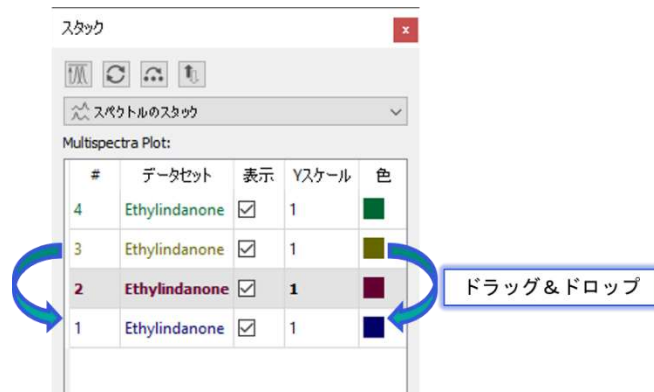 スタック
x
スペクトルのスタック
Multispectra Plot:
# データセット 表示 Yスケール 色
4 Ethylindanone 1
3 Ethylindanone 1
2 Ethylindanone 1
1 Ethylindanone 1
ドラッグ＆ドロップ